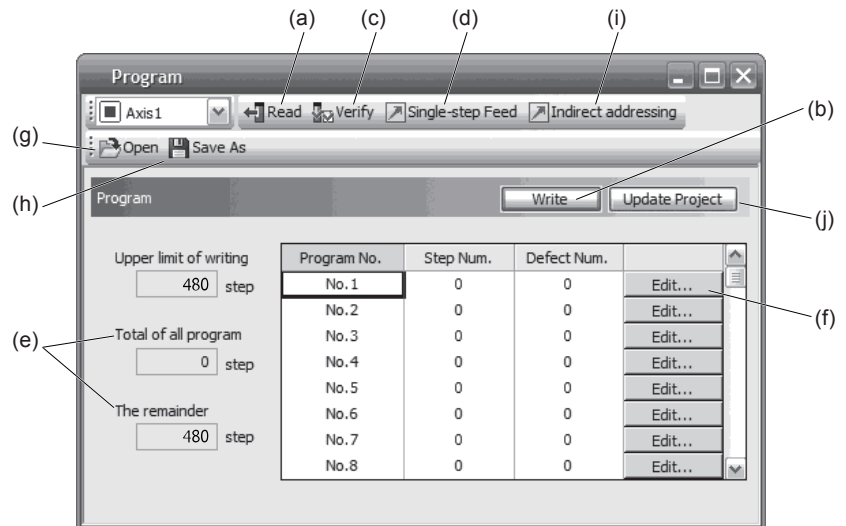 (a) (c) (d) (i)
Program
Axis1 Read Verify Single-step Feed Indirect addressing
(b)
(g)
Open Save As
(h)
Program Write Update Project
(j)
Upper limit of writing
480 step
Program No. Step Num. Defect Num.
No.1 0 0 Edit...
(f)
No.2 0 0 Edit...
(e)
Total of all program
0 step
No.3 0 0 Edit...
No.4 0 0 Edit...
No.5 0 0 Edit...
The remainder
480 step
No.6 0 0 Edit...
No.7 0 0 Edit...
No.8 0 0 Edit...